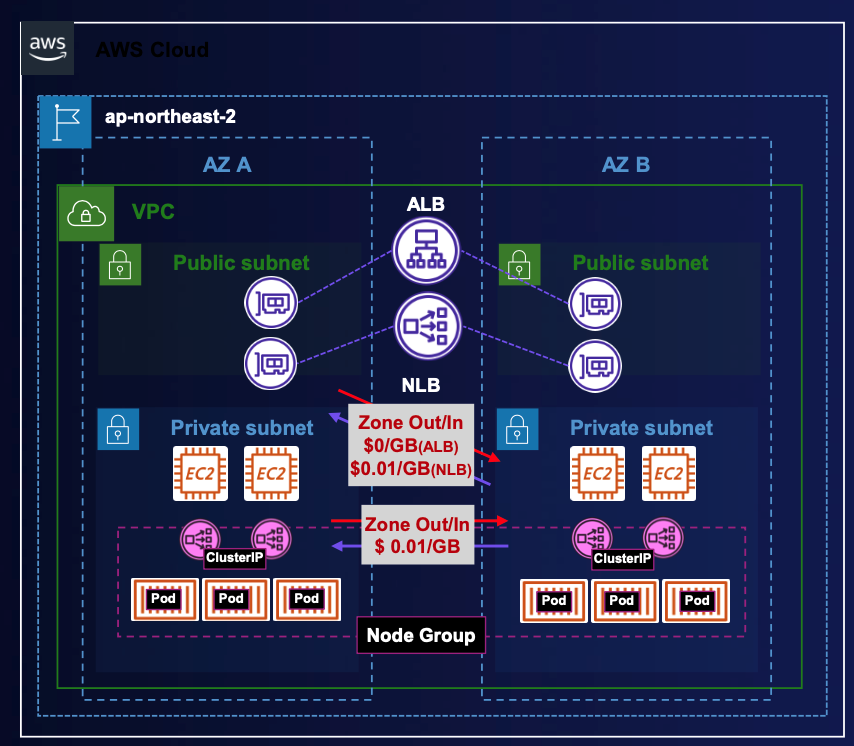 aws
AWS Cloud
ap-northeast-2
AZ A
AZ B
VPC
ALB
Public subnet
Public subnet
NLB
Private subnet
Zone Out/In
$0/GB(ALB)
$0.01/GB(NLB)
Private subnet
EC2
EC2
EC2
EC2
Zone Out/In
$ 0.01/GB
ClusterIP
ClusterIP
Pod
Pod
Pod
Pod
Pod
Pod
Node Group